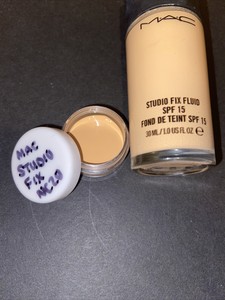 MAC
STUDIO FIX FLUID
SPF 15
FOND DE TEINT SPF 15
30 ML / 1.0 US FL.OZ
MAC
STUDIO
FIX
NC20